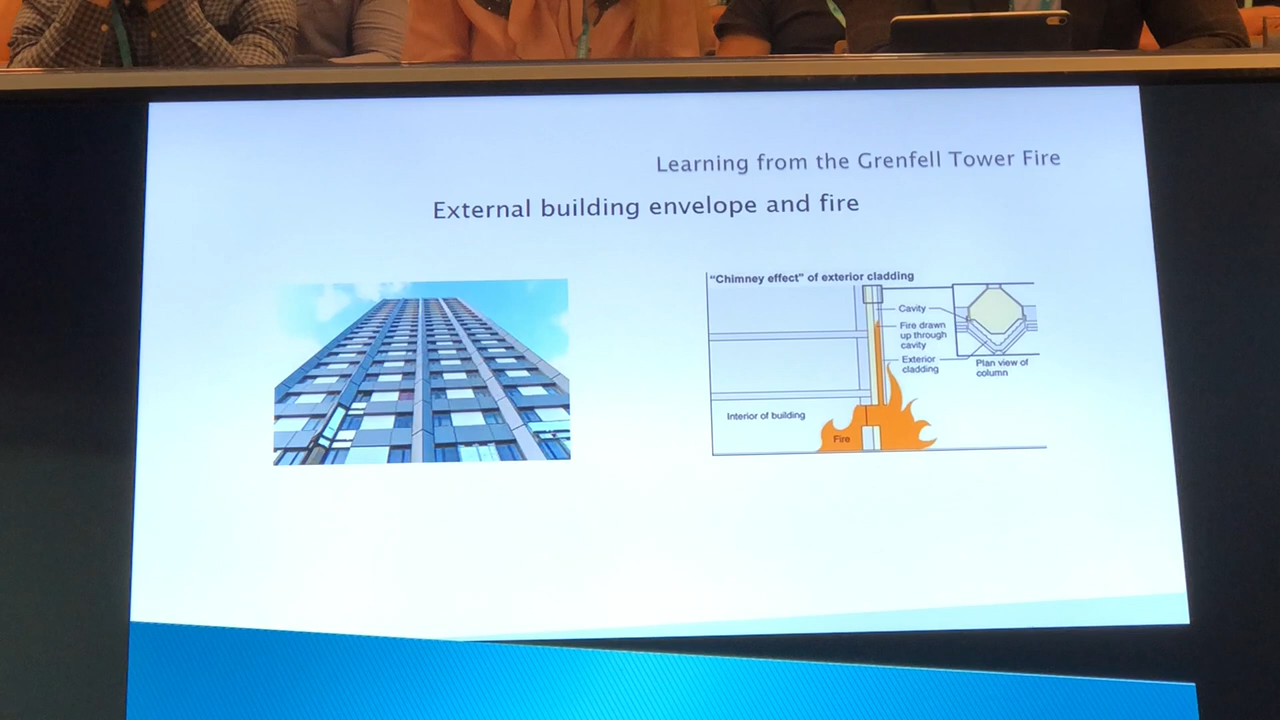 Learning from the Grenfell Tower Fire
External building envelope and fire
“Chimney effect” of exterior cladding
Cavity
Fire drawn
up through
cavity
Exterior
cladding
Plan view of
column
Interior of building
Fire